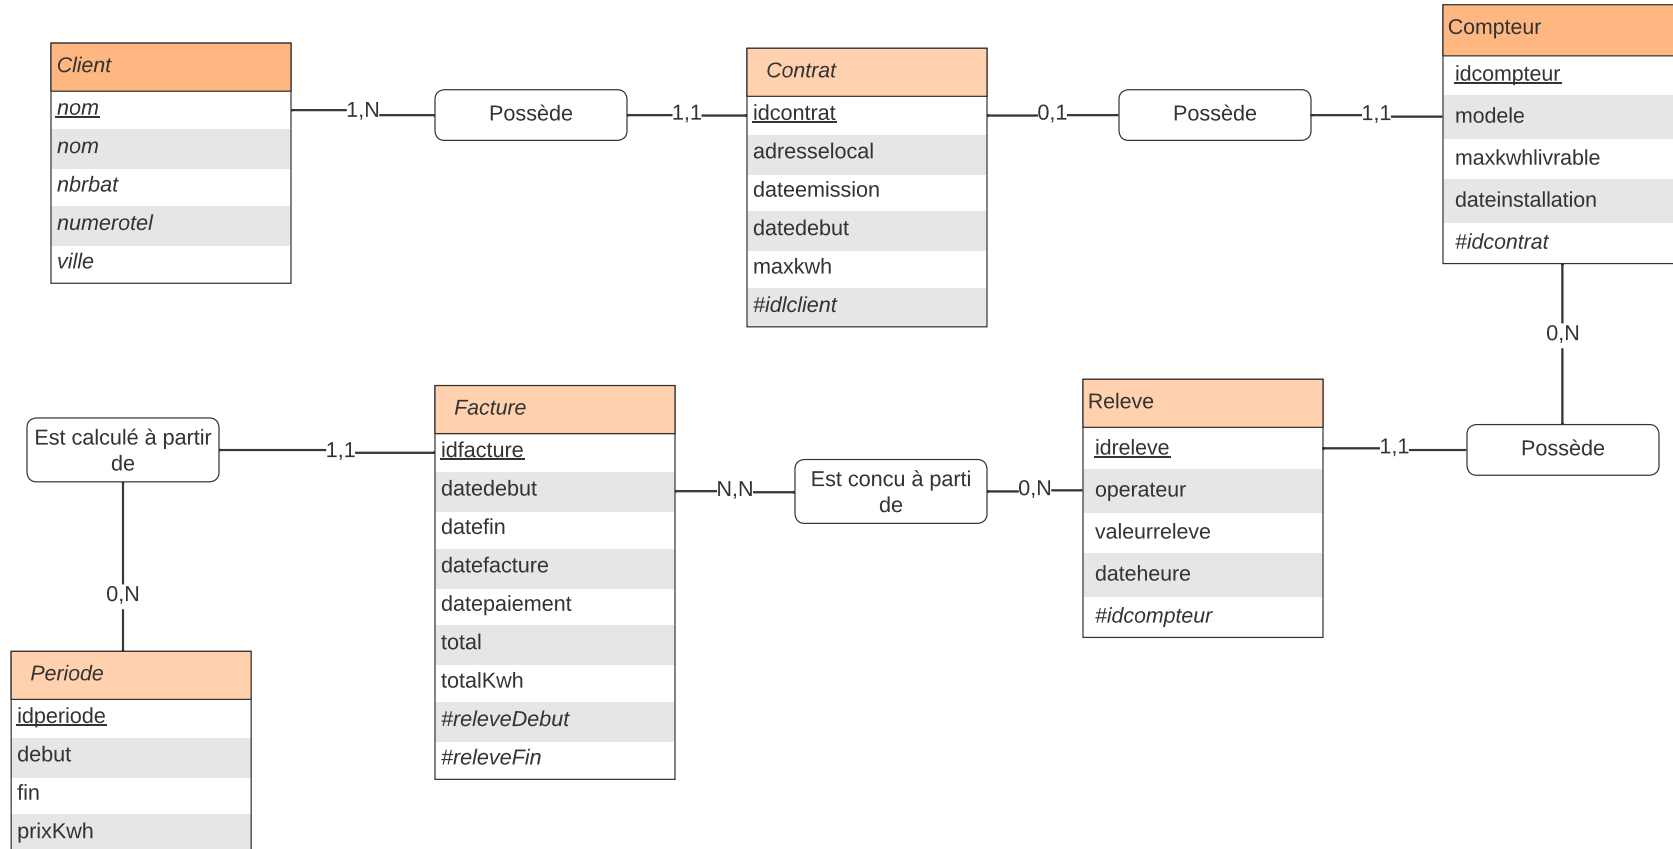 Client
nom
nom
nbrbat
numerotel
ville
1,N
Possède
1,1
Contrat
idcontrat
adresselocal
dateemission
datedebut
maxkwh
#idlclient
0,1
Possède
1,1
Compteur
idcompteur
modele
maxkwhlivrable
dateinstallation
#idcontrat
0,N
Est calculé à partir
de
1,1
Facture
idfacture
datedebut
datefin
datefacture
datepaiement
total
totalKwh
#releveDebut
#releveFin
N,N
Est concu à parti
de
0,N
Releve
idreleve
operateur
valeurreleve
dateheure
#idcompteur
1,1
Possède
0,N
Periode
idperiode
debut
fin
prixKwh